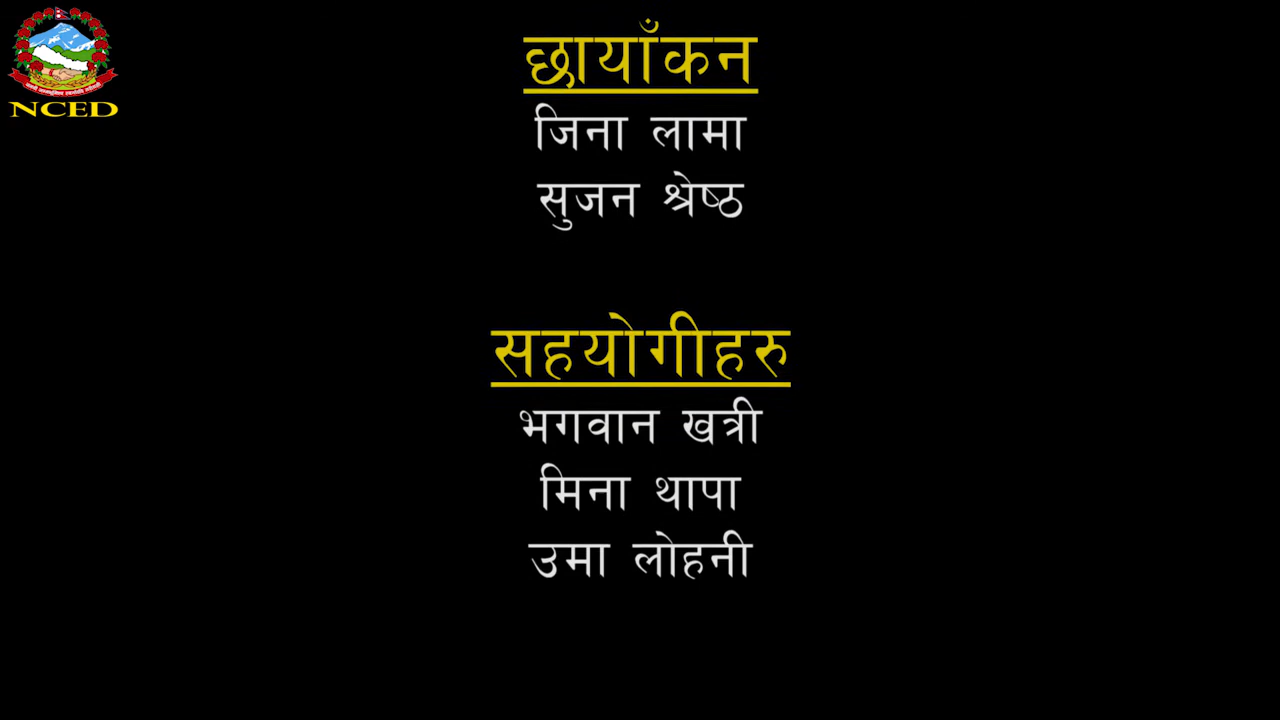 NCED
छायाँकन
जिना लामा
सुजन श्रेष्ठ
सहयोगीहरु
भगवान खत्री
मिना थापा
उमा लोहनी